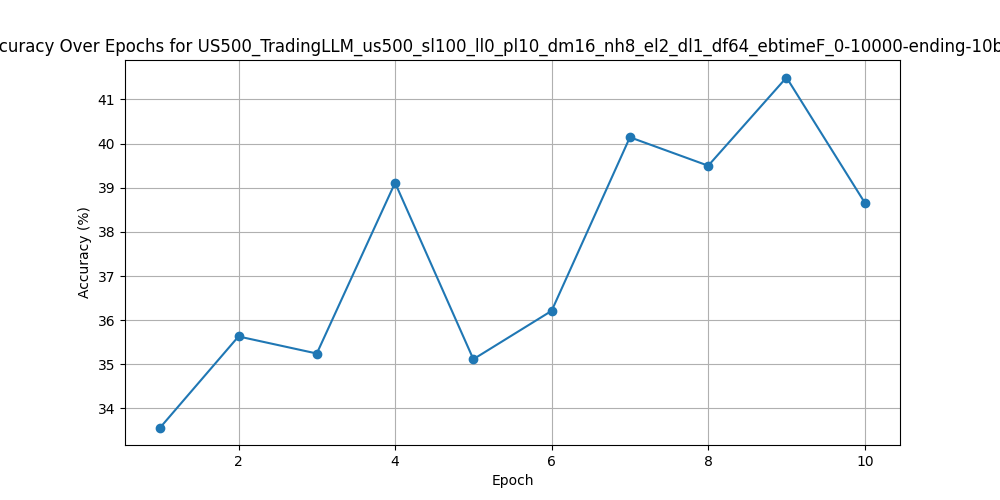 curacy Over Epochs for US500_TradingLLM_us500_sl100_ll0_pl10_dm16_nh8_el2_dl1_df64_ebtimeF_0-10000-ending-10b
41
40
39
38
37
36
35
34
Accuracy (%)
2 4 6 8 10
Epoch